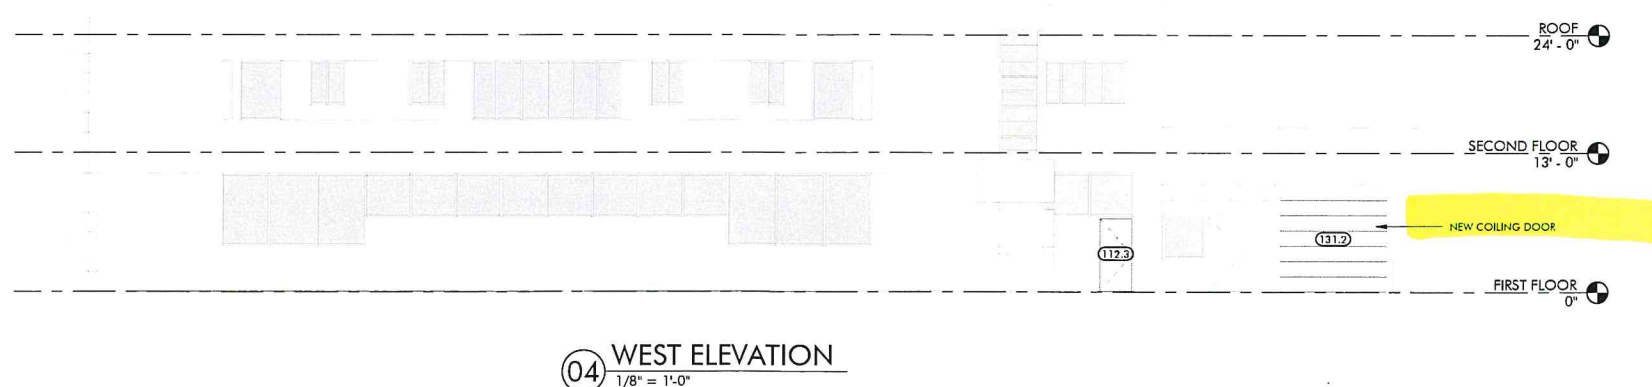 ROOF
24' - 0"
SECOND FLOOR
13' - 0"
NEW COILING DOOR
131.2
112.3
FIRST FLOOR
0"
04
WEST ELEVATION
1/8" = 1'-0"